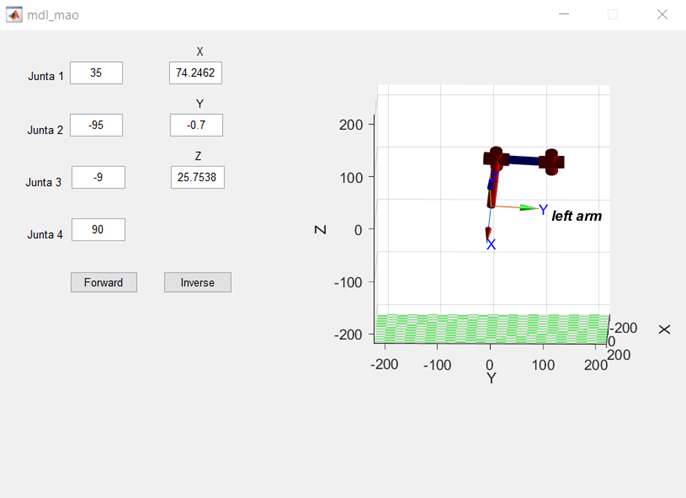 mdl_mao
X
Junta 1 35 74.2462
Y
Junta 2 -95 -0.7
Z
Junta 3 -9 25.7538
Junta 4 90
Forward Inverse
200
100
0
-100
-200
Z
Y
left arm
X
-200
0
200
X
-200 -100 0 100 200
Y